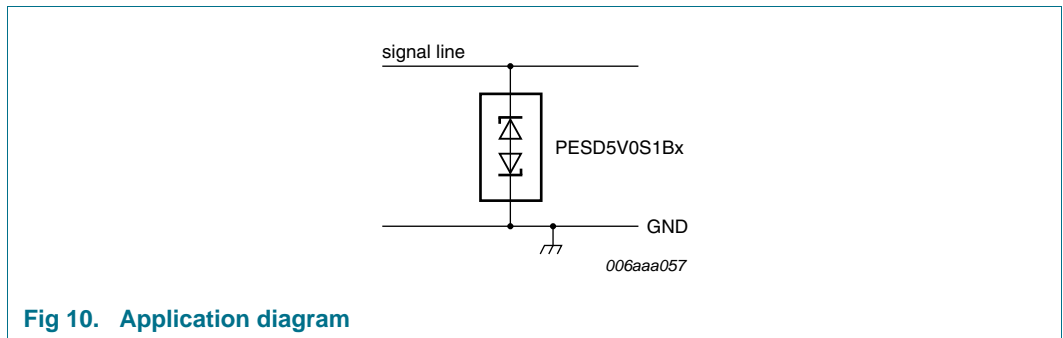 signal line
PESD5V0S1Bx
GND
006aaa057
Fig 10. Application diagram